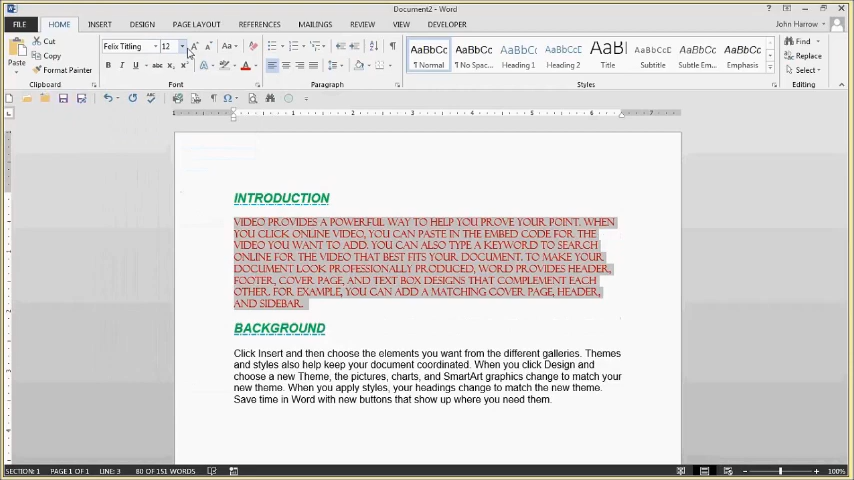 Document2 - Word
FILE HOME INSERT DESIGN PAGE LAYOUT REFERENCES MAILINGS REVIEW VIEW DEVELOPER John Harrow
Cut
Copy
Format Painter
Paste
Clipboard
Felix Titling 12
Font
Paragraph
AaBbCc AaBbCc AaBbCc AaBbCc AaBl AaBbCc AaBbCc AaBbCc
¶ Normal ¶ No Spac... Heading 1 Heading 2 Title Subtitle Subtle Em... Emphasis
Styles
Find
Replace
Select
Editing
INTRODUCTION
VIDEO PROVIDES A POWERFUL WAY TO HELP YOU PROVE YOUR POINT. WHEN
YOU CLICK ONLINE VIDEO, YOU CAN PASTE IN THE EMBED CODE FOR THE
VIDEO YOU WANT TO ADD. YOU CAN ALSO TYPE A KEYWORD TO SEARCH
ONLINE FOR THE VIDEO THAT BEST FITS YOUR DOCUMENT. TO MAKE YOUR
DOCUMENT LOOK PROFESSIONALLY PRODUCED, WORD PROVIDES HEADER,
FOOTER, COVER PAGE, AND TEXT BOX DESIGNS THAT COMPLEMENT EACH
OTHER. FOR EXAMPLE, YOU CAN ADD A MATCHING COVER PAGE, HEADER,
AND SIDEBAR.
BACKGROUND
Click Insert and then choose the elements you want from the different galleries. Themes
and styles also help keep your document coordinated. When you click Design and
choose a new Theme, the pictures, charts, and SmartArt graphics change to match your
new theme. When you apply styles, your headings change to match the new theme.
Save time in Word with new buttons that show up where you need them.
SECTION: 1 PAGE 1 OF 1 LINE: 3 80 OF 151 WORDS 100%